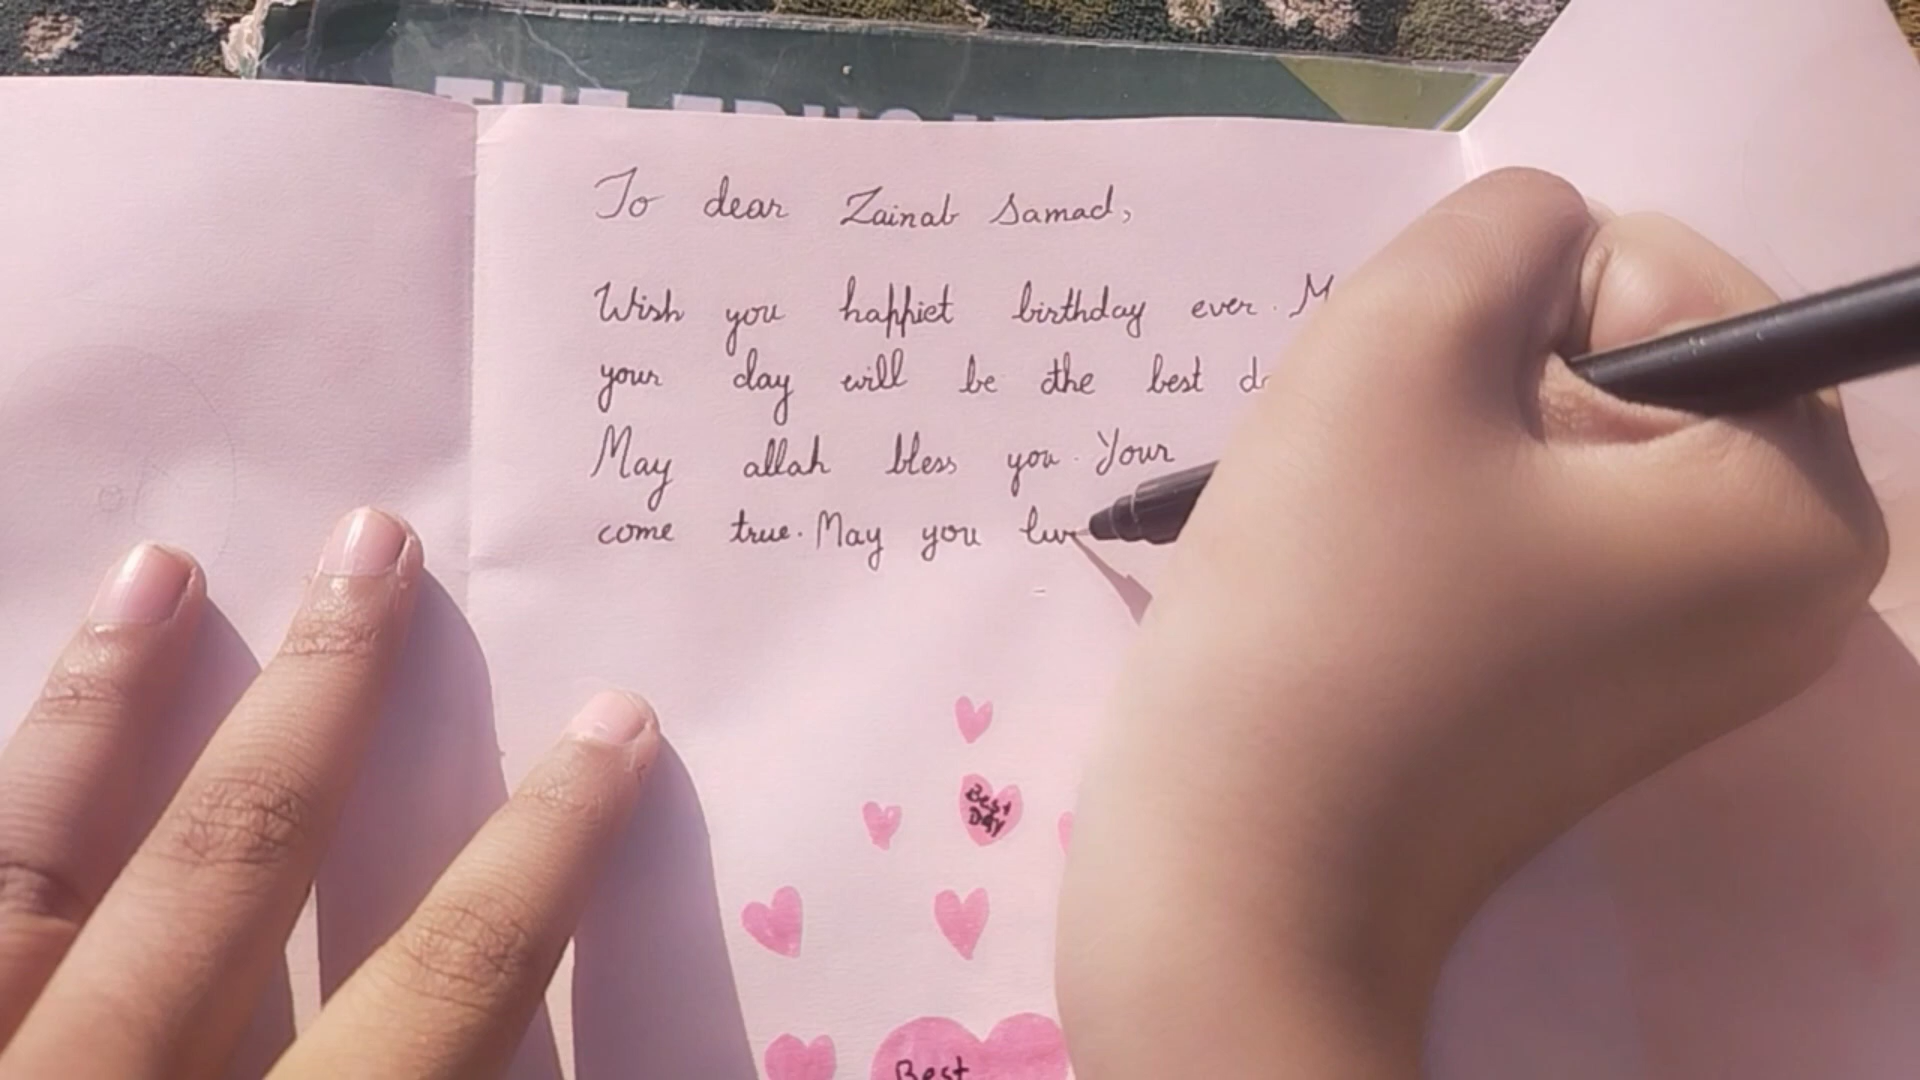 To dear Zainab Samad,
Wish you happiet birthday ever. M
your day will be the best d
May allah bless you. Your
come true. May you liv
Best
Day
Best